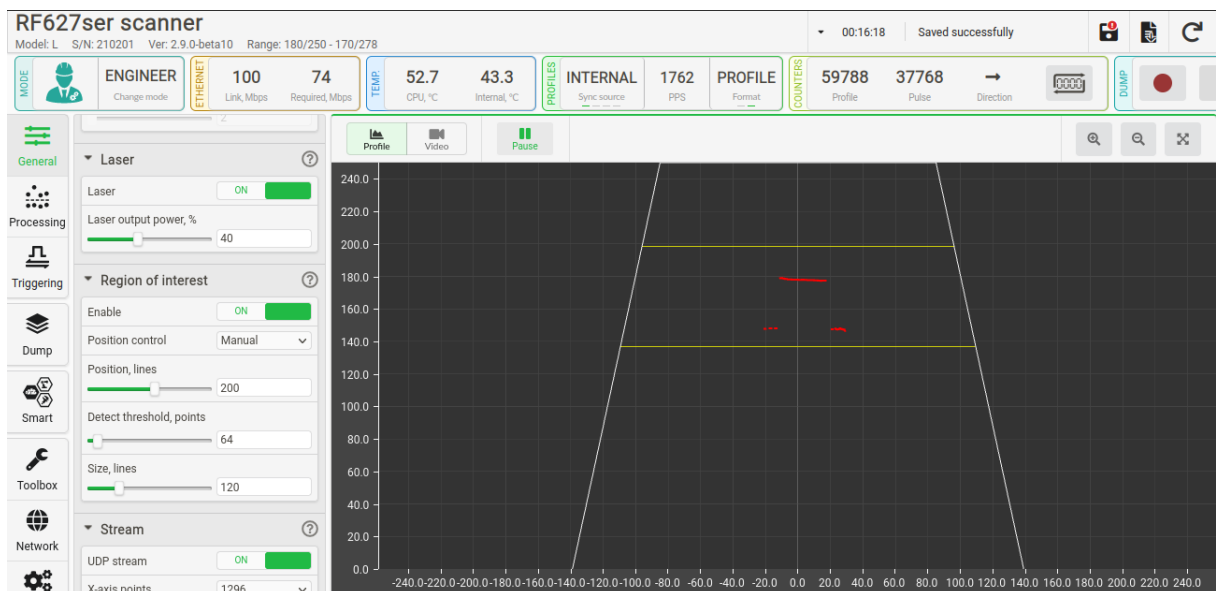 RF627ser scanner
Model: L S/N: 210201 Ver: 2.9.0-beta10 Range: 180/250 - 170/278
00:16:18 Saved successfully
MODE
ENGINEER
Change mode
ETHERNET
100 74
Link, Mbps Required, Mbps
TEMP.
52.7 43.3
CPU, °C Internal, °C
PROFILES
INTERNAL 1762 PROFILE
Sync source PPS Format
COUNTERS
59788 37768
Profile Pulse Direction
0000
DUMP
General
Processing
Triggering
Dump
Smart
Toolbox
Network
2
Laser
Laser ON
Laser output power, %
40
Region of interest
Enable ON
Position control Manual
Position, lines
200
Detect threshold, points
64
Size, lines
120
Stream
UDP stream ON
X-axis points 1296
Profile Video Pause
240.0
220.0
200.0
180.0
160.0
140.0
120.0
100.0
80.0
60.0
40.0
20.0
0.0
-240.0 -220.0 -200.0 -180.0 -160.0 -140.0 -120.0 -100.0 -80.0 -60.0 -40.0 -20.0 0.0 20.0 40.0 60.0 80.0 100.0 120.0 140.0 160.0 180.0 200.0 220.0 240.0